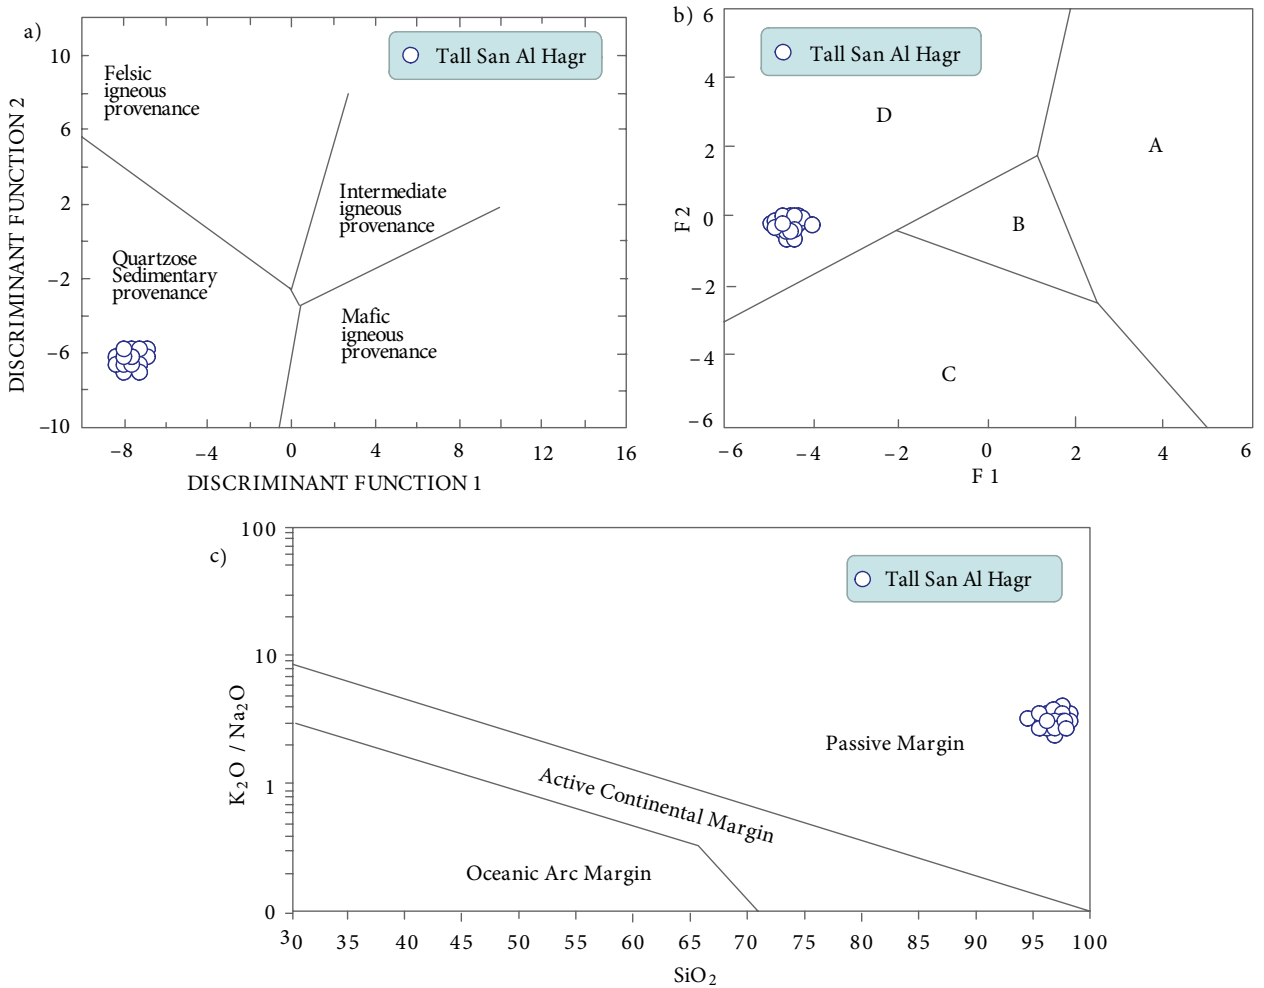 a)
Tall San Al Hagr
10
6
2
−2
−6
−10
DISCRIMINANT FUNCTION 2
Felsic
igneous
provenance
Intermediate
igneous
provenance
Quartzose
Sedimentary
provenance
Mafic
igneous
provenance
−8 −4 0 4 8 12 16
DISCRIMINANT FUNCTION 1
b)
Tall San Al Hagr
6
4
2
0
−2
−4
−6
F 2
D
A
B
C
−6 −4 −2 0 2 4 6
F 1
c)
Tall San Al Hagr
100
10
1
0
K2O / Na2O
Passive Margin
Active Continental Margin
Oceanic Arc Margin
30 35 40 45 50 55 60 65 70 75 80 85 90 95 100
SiO2